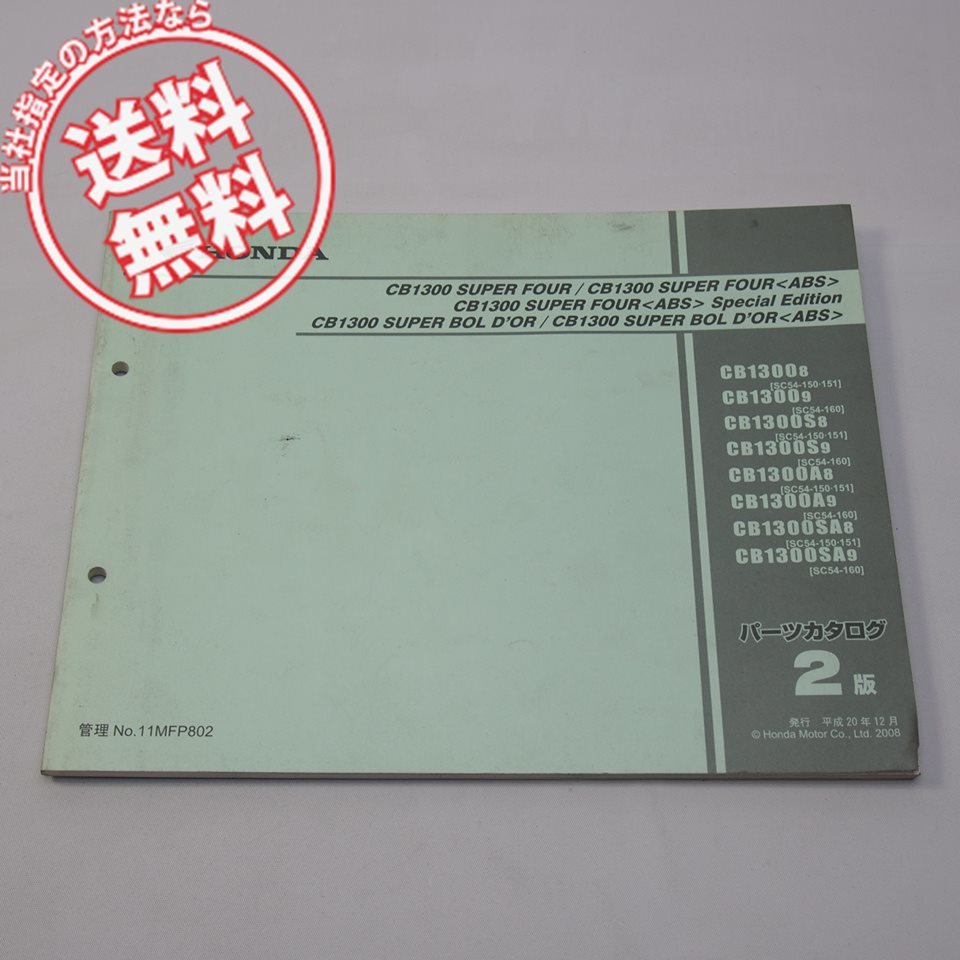 当社指定の方法なら
送料
無料
HONDA
CB1300 SUPER FOUR / CB1300 SUPER FOUR<ABS>
CB1300 SUPER FOUR<ABS> Special Edition
CB1300 SUPER BOL D'OR / CB1300 SUPER BOL D'OR<ABS>
CB13008
[SC54-150·151]
CB13009
[SC54-160]
CB1300S8
[SC54-150·151]
CB1300S9
[SC54-160]
CB1300A8
[SC54-150·151]
CB1300A9
[SC54-160]
CB1300SA8
[SC54-150·151]
CB1300SA9
[SC54-160]
パーツカタログ
2版
管理 No.11MFP802
発行 平成20年12月
© Honda Motor Co., Ltd. 2008